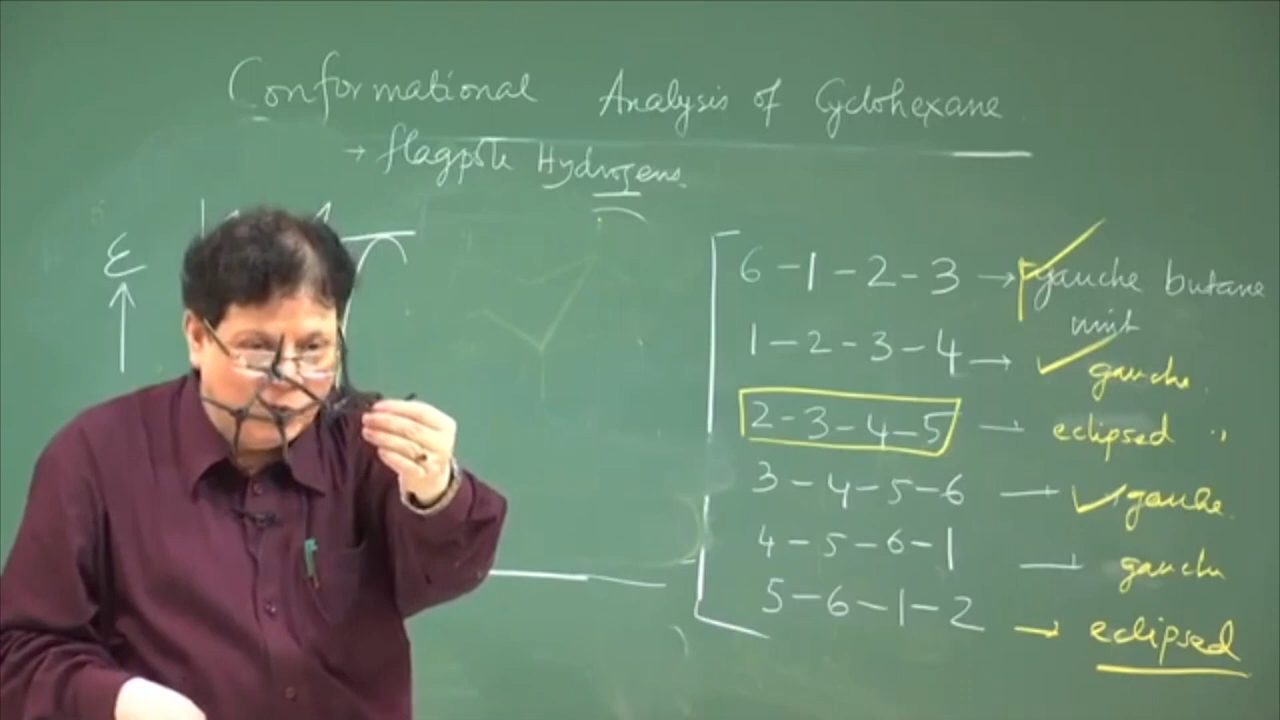 Conformational Analysis of Cyclohexane
→ flagpole Hydrogens
ε
6-1-2-3 → gauche butane
unit
1-2-3-4 → ✓ gauche.
2-3-4-5 → eclipsed "
3-4-5-6 → ✓ gauche.
4-5-6-1 → gauche
5-6-1-2 → eclipsed